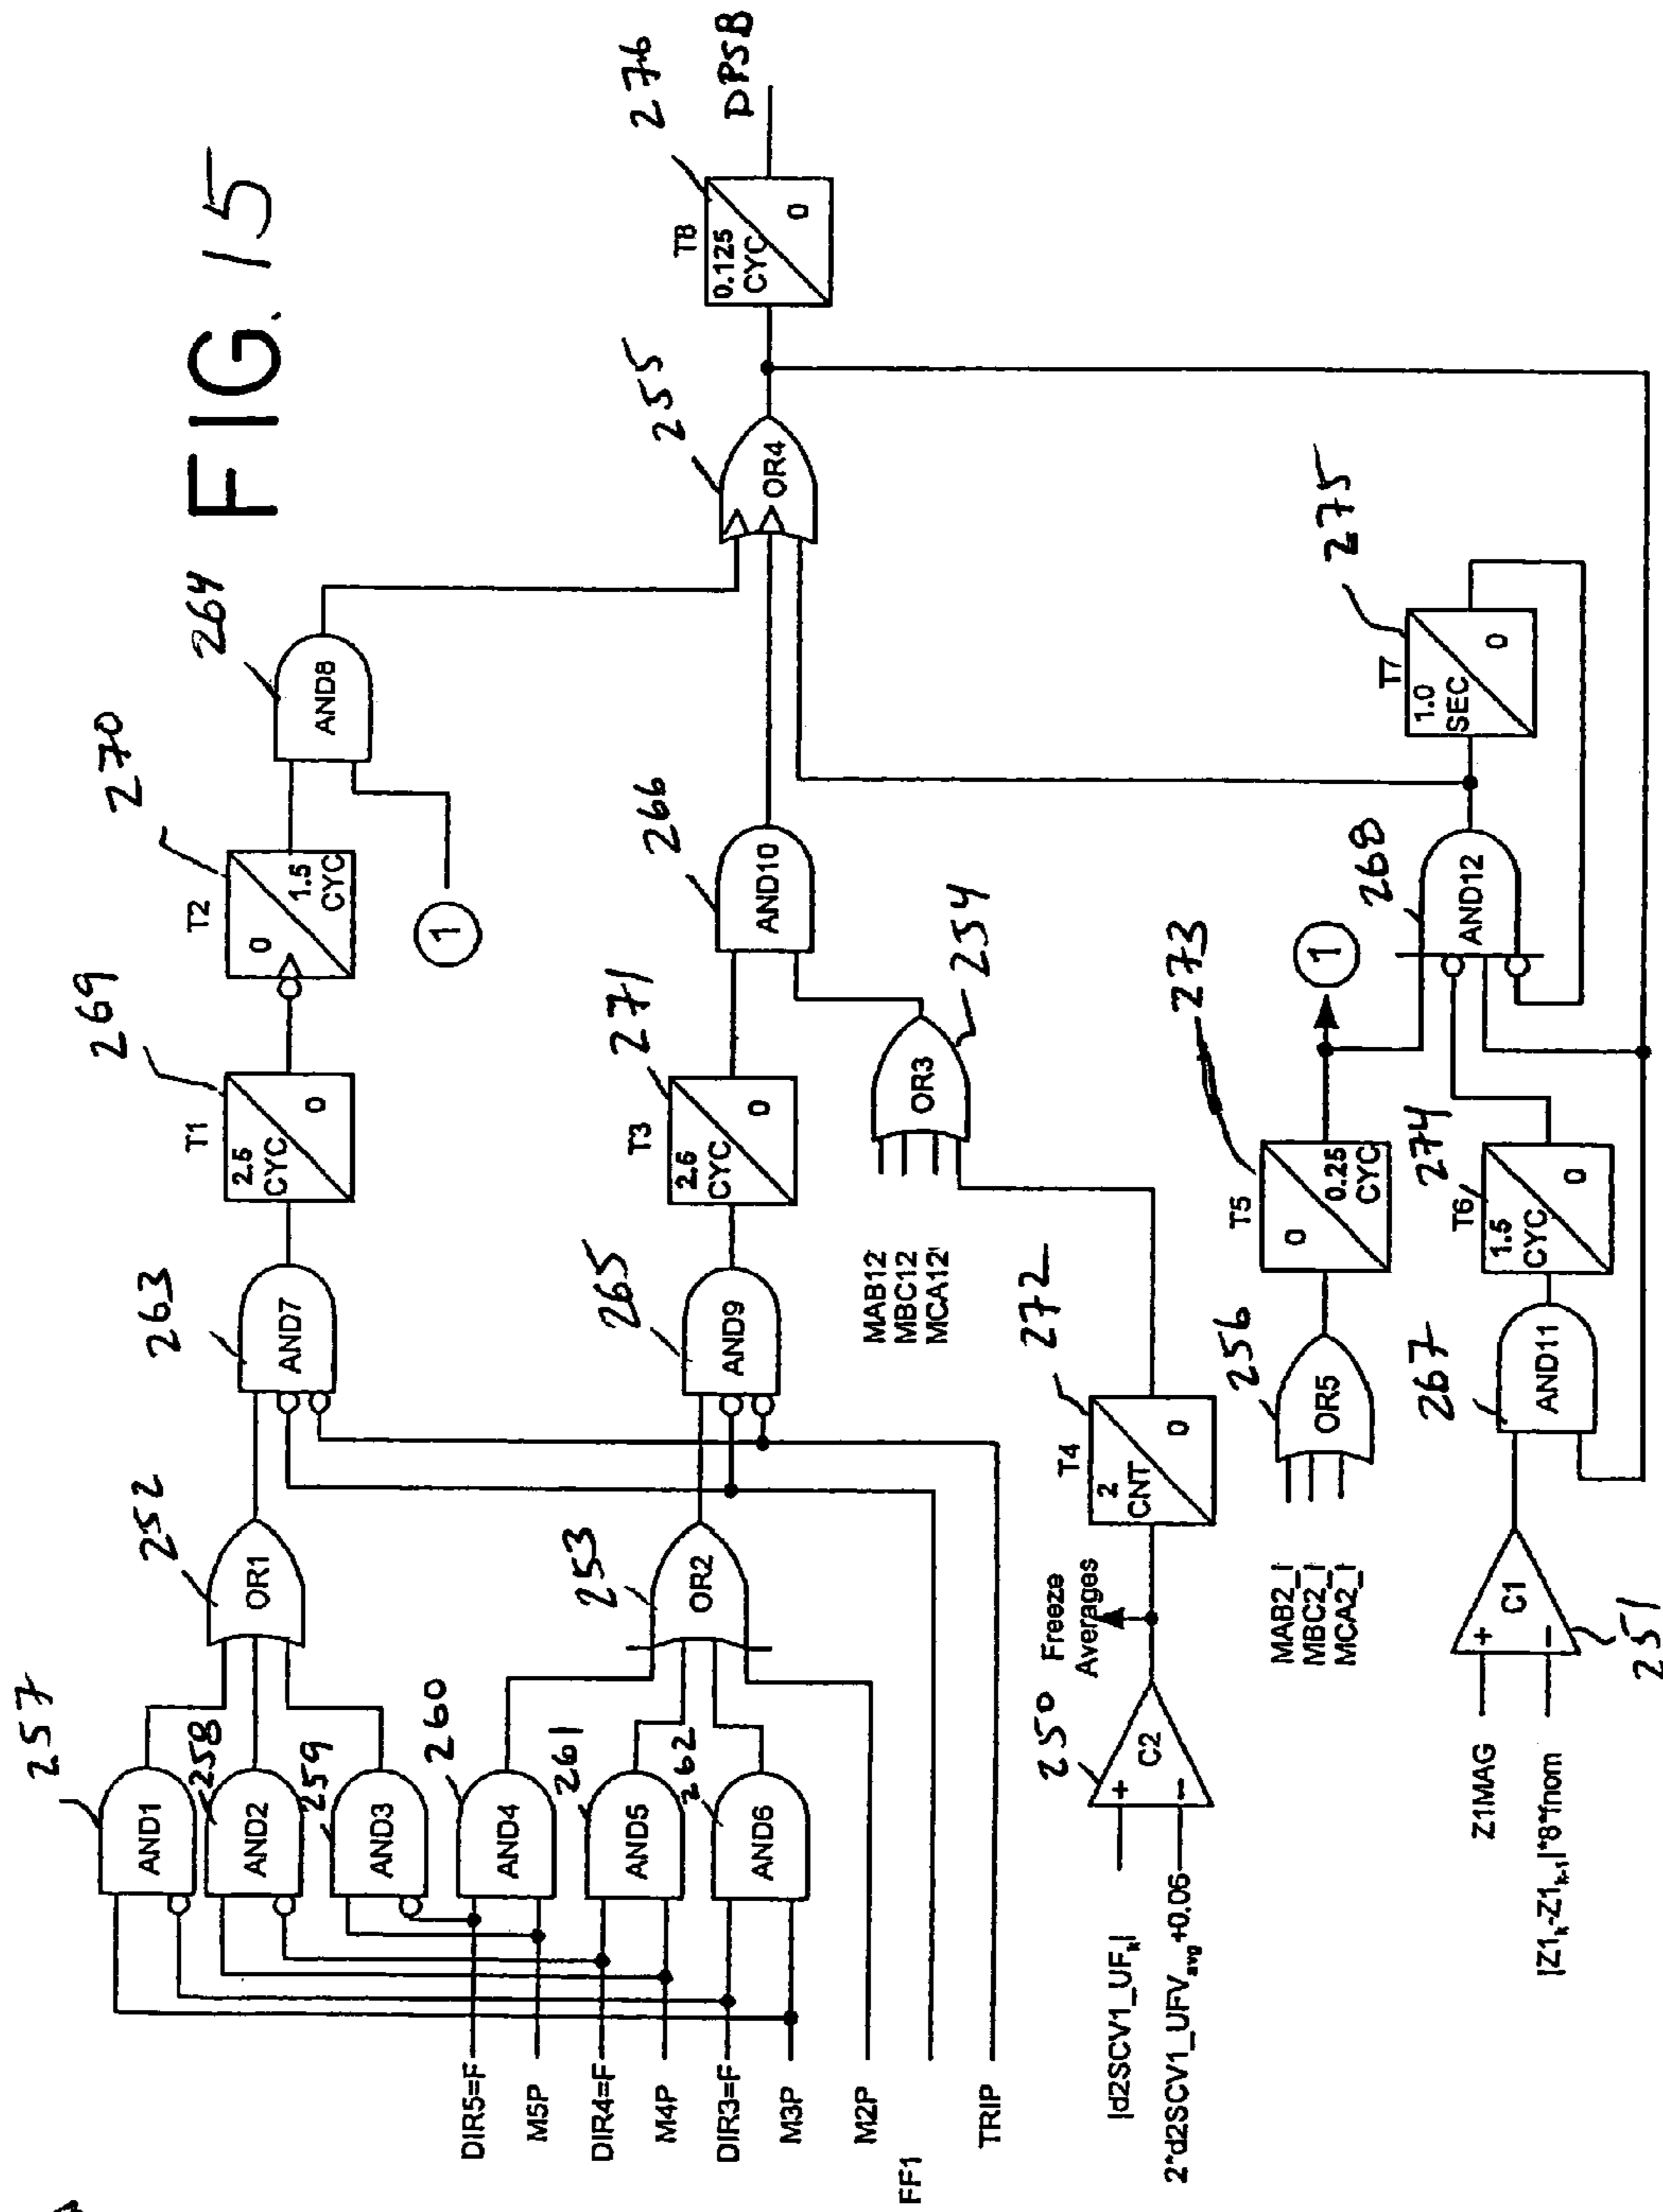 FIG. 15
257
AND1
258
AND2
259
AND3
260
AND4
261
AND5
262
AND6
DIR5=F
M5P
DIR4=F
M4P
DIR3=F
M3P
M2P
FF1
TRIP
252
OR1
253
OR2
263
AND7
265
AND9
269
T1
2.5
CYC
0
270
T2
0
1.5
CYC
264
AND8
1
271
T3
2.5
CYC
0
266
AND10
MAB12
MBC12
MCA12
OR3
254
255
OR4
276
T8
0.125
CYC
0
DPSB
|d2SCV1_UFk|
2*d2SCV1_UFVavg+0.06
250
+
-
C2
Freeze
Averages
272
T4
2
CNT
0
MAB2_I
MBC2_I
MCA2_I
256
OR5
273
T5
0
0.25
CYC
1
Z1MAG
|Z1k-Z1k-1|*8*fnom
+
-
C1
251
267
AND11
274
T6
1.5
CYC
0
268
AND12
275
T7
1.0
SEC
0